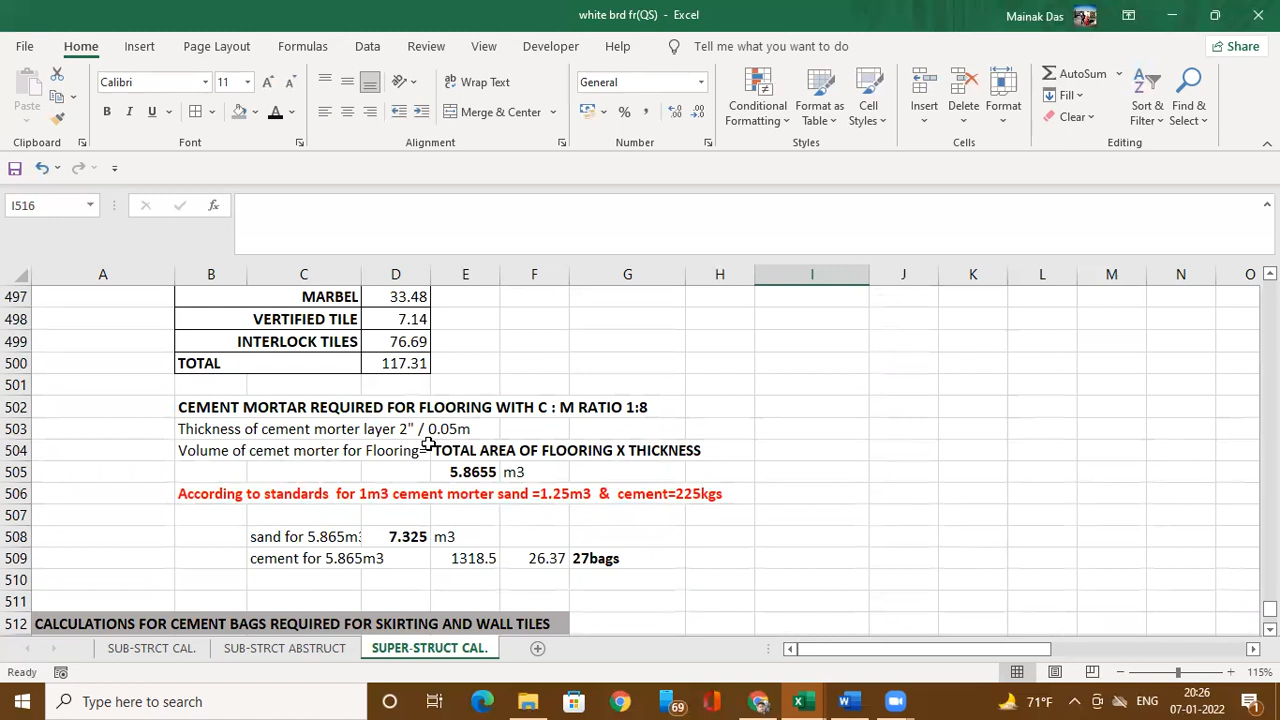 white brd fr(QS) - Excel
Mainak Das
File Home Insert Page Layout Formulas Data Review View Developer Help Tell me what you want to do Share
Paste
Calibri 11
B I U
A A
Wrap Text
Merge & Center
General
% ,
Conditional Formatting
Format as Table
Cell Styles
Insert
Delete
Format
AutoSum
Fill
Clear
Sort & Filter
Find & Select
Clipboard Font Alignment Number Styles Cells Editing
I516 fx
A B C D E F G H I J K L M N O
497 MARBEL 33.48
498 VERTIFIED TILE 7.14
499 INTERLOCK TILES 76.69
500 TOTAL 117.31
501
502 CEMENT MORTAR REQUIRED FOR FLOORING WITH C : M RATIO 1:8
503 Thickness of cement morter layer 2" / 0.05m
504 Volume of cemet morter for Flooring= TOTAL AREA OF FLOORING X THICKNESS
505 5.8655 m3
506 According to standards for 1m3 cement morter sand =1.25m3 & cement=225kgs
507
508 sand for 5.865m3 7.325 m3
509 cement for 5.865m3 1318.5 26.37 27bags
510
511
512 CALCULATIONS FOR CEMENT BAGS REQUIRED FOR SKIRTING AND WALL TILES
SUB-STRCT CAL. SUB-STRCT ABSTRUCT SUPER-STRUCT CAL.
Ready 115%
Type here to search
69
71°F ENG
20:26
07-01-2022
1